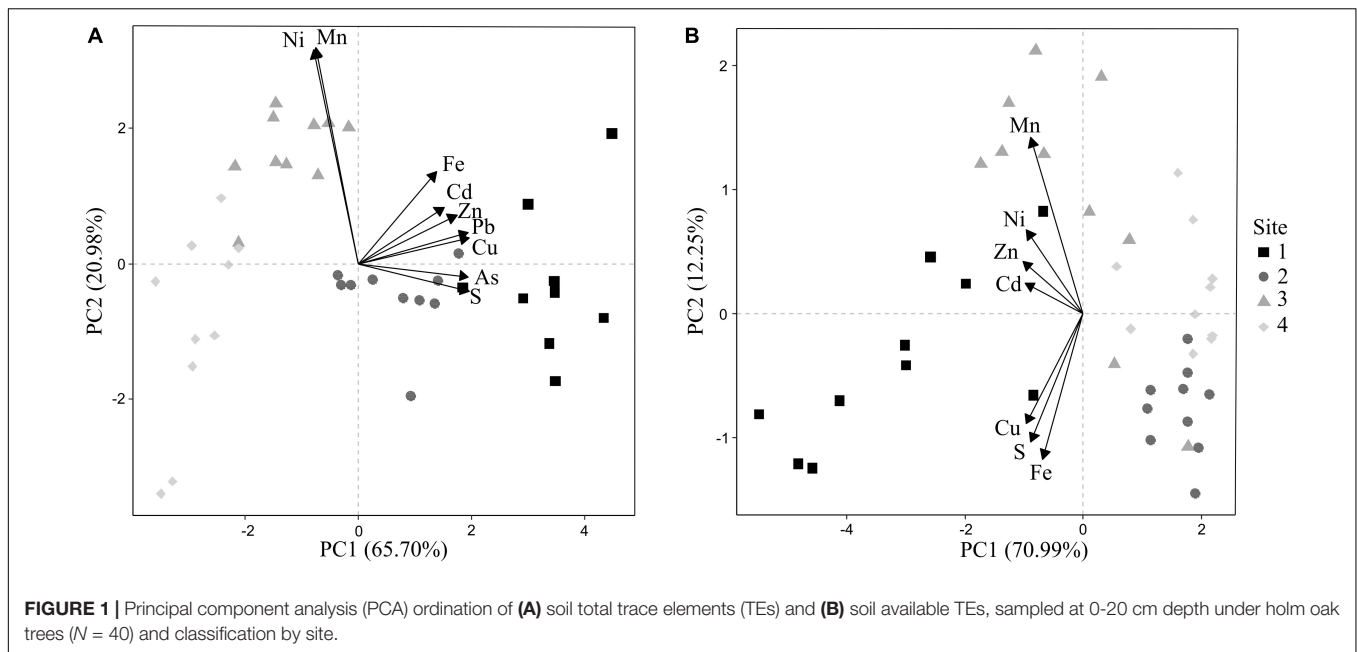 A
Ni Mn
Fe
Cd
Zn
Pb
Cu
As
S
2
0
-2
PC2 (20.98%)
-2 0 2 4
PC1 (65.70%)
B
Mn
Ni
Zn
Cd
Cu
S
Fe
2
1
0
-1
PC2 (12.25%)
-4 -2 0 2
PC1 (70.99%)
Site
1
2
3
4
FIGURE 1 | Principal component analysis (PCA) ordination of (A) soil total trace elements (TEs) and (B) soil available TEs, sampled at 0-20 cm depth under holm oak
trees (N = 40) and classification by site.